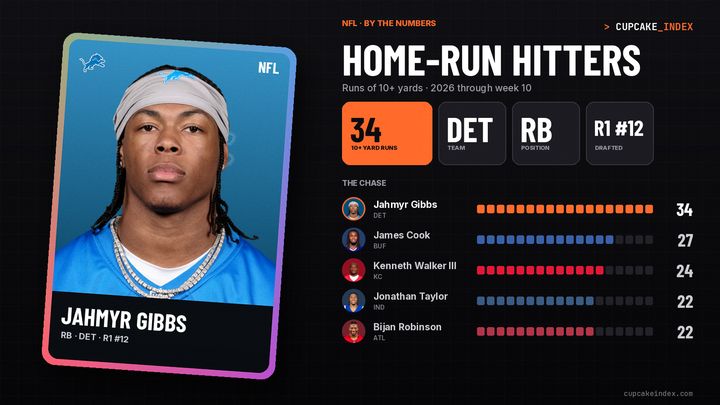 NFL
JAHMYR GIBBS
RB · DET · R1 #12
NFL · BY THE NUMBERS
> CUPCAKE_INDEX
HOME-RUN HITTERS
Runs of 10+ yards · 2026 through week 10
34
10+ YARD RUNS
DET
TEAM
RB
POSITION
R1 #12
DRAFTED
THE CHASE
Jahmyr Gibbs
DET
34
James Cook
BUF
27
Kenneth Walker III
KC
24
Jonathan Taylor
IND
22
Bijan Robinson
ATL
22
cupcakeindex.com